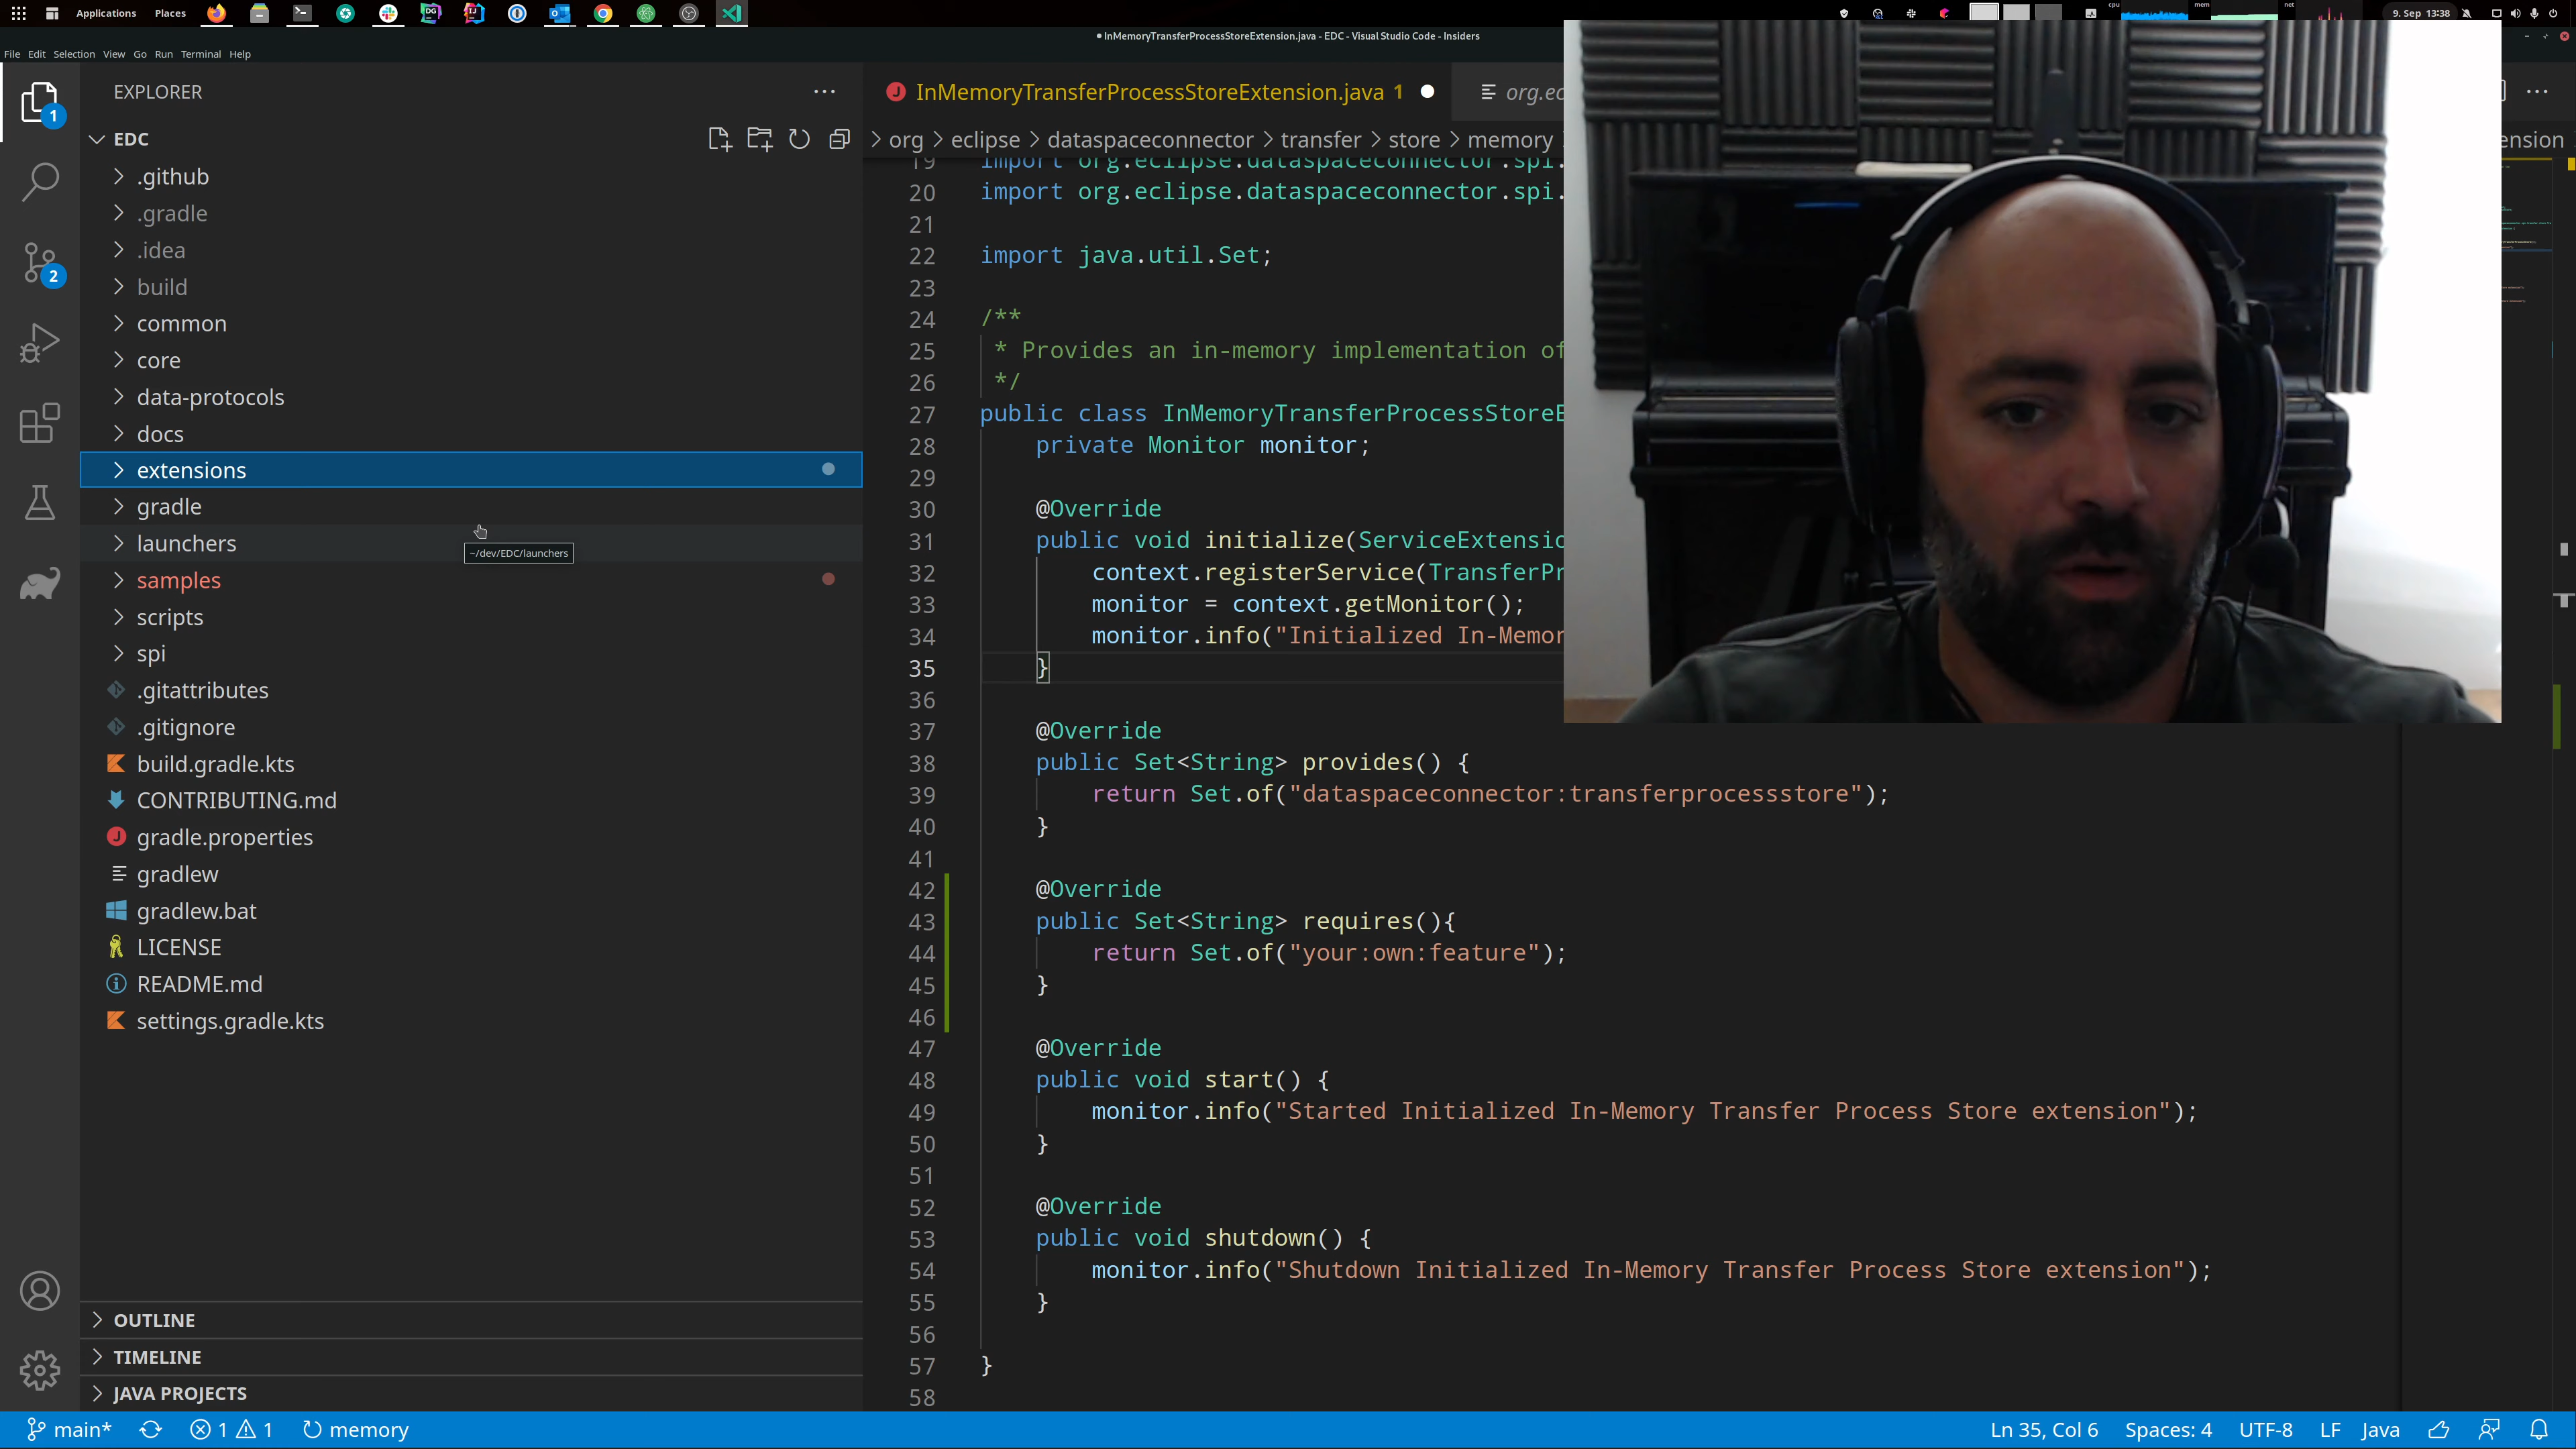 Applications Places
cpu mem net 9. Sep 13:38
InMemoryTransferProcessStoreExtension.java - EDC - Visual Studio Code - Insiders
File Edit Selection View Go Run Terminal Help
EXPLORER
InMemoryTransferProcessStoreExtension.java 1
org.ec
EDC
org > eclipse > dataspaceconnector > transfer > store > memory
ension
.github
.gradle
.idea
build
common
core
data-protocols
docs
extensions
gradle
launchers
~/dev/EDC/launchers
samples
scripts
spi
.gitattributes
.gitignore
build.gradle.kts
CONTRIBUTING.md
gradle.properties
gradlew
gradlew.bat
LICENSE
README.md
settings.gradle.kts
OUTLINE
TIMELINE
JAVA PROJECTS
1
2
19 import org.eclipse.dataspaceconnector.spi.
20 import org.eclipse.dataspaceconnector.spi.
21
22 import java.util.Set;
23
24 /**
25 * Provides an in-memory implementation of
26 */
27 public class InMemoryTransferProcessStoreE
28 private Monitor monitor;
29
30 @Override
31 public void initialize(ServiceExtensio
32 context.registerService(TransferPr
33 monitor = context.getMonitor();
34 monitor.info("Initialized In-Memor
35 }
36
37 @Override
38 public Set<String> provides() {
39 return Set.of("dataspaceconnector:transferprocessstore");
40 }
41
42 @Override
43 public Set<String> requires(){
44 return Set.of("your:own:feature");
45 }
46
47 @Override
48 public void start() {
49 monitor.info("Started Initialized In-Memory Transfer Process Store extension");
50 }
51
52 @Override
53 public void shutdown() {
54 monitor.info("Shutdown Initialized In-Memory Transfer Process Store extension");
55 }
56
57 }
58
main* 1 1 memory
Ln 35, Col 6 Spaces: 4 UTF-8 LF Java